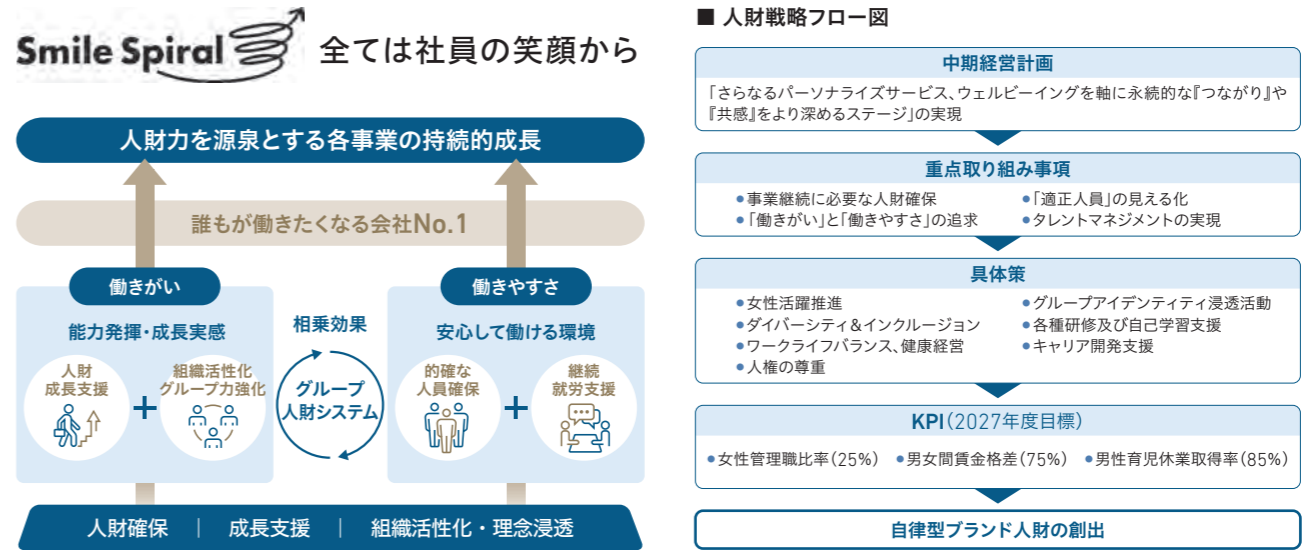 Smile Spiral 全ては社員の笑顔から
人財力を源泉とする各事業の持続的成長
誰もが働きたくなる会社No.1
働きがい
能力発揮・成長実感
人財
成長支援
+
組織活性化
グループ力強化
相乗効果
グループ
人財システム
働きやすさ
安心して働ける環境
的確な
人員確保
+
継続
就労支援
人財確保 | 成長支援 | 組織活性化・理念浸透
■ 人財戦略フロー図
中期経営計画
「さらなるパーソナライズサービス、ウェルビーイングを軸に永続的な『つながり』や
『共感』をより深めるステージ」の実現
重点取り組み事項
●事業継続に必要な人財確保
●「働きがい」と「働きやすさ」の追求
●「適正人員」の見える化
●タレントマネジメントの実現
具体策
●女性活躍推進
●ダイバーシティ&インクルージョン
●ワークライフバランス、健康経営
●人権の尊重
●グループアイデンティティ浸透活動
●各種研修及び自己学習支援
●キャリア開発支援
KPI(2027年度目標)
●女性管理職比率(25%) ●男女間賃金格差(75%) ●男性育児休業取得率(85%)
自律型ブランド人財の創出